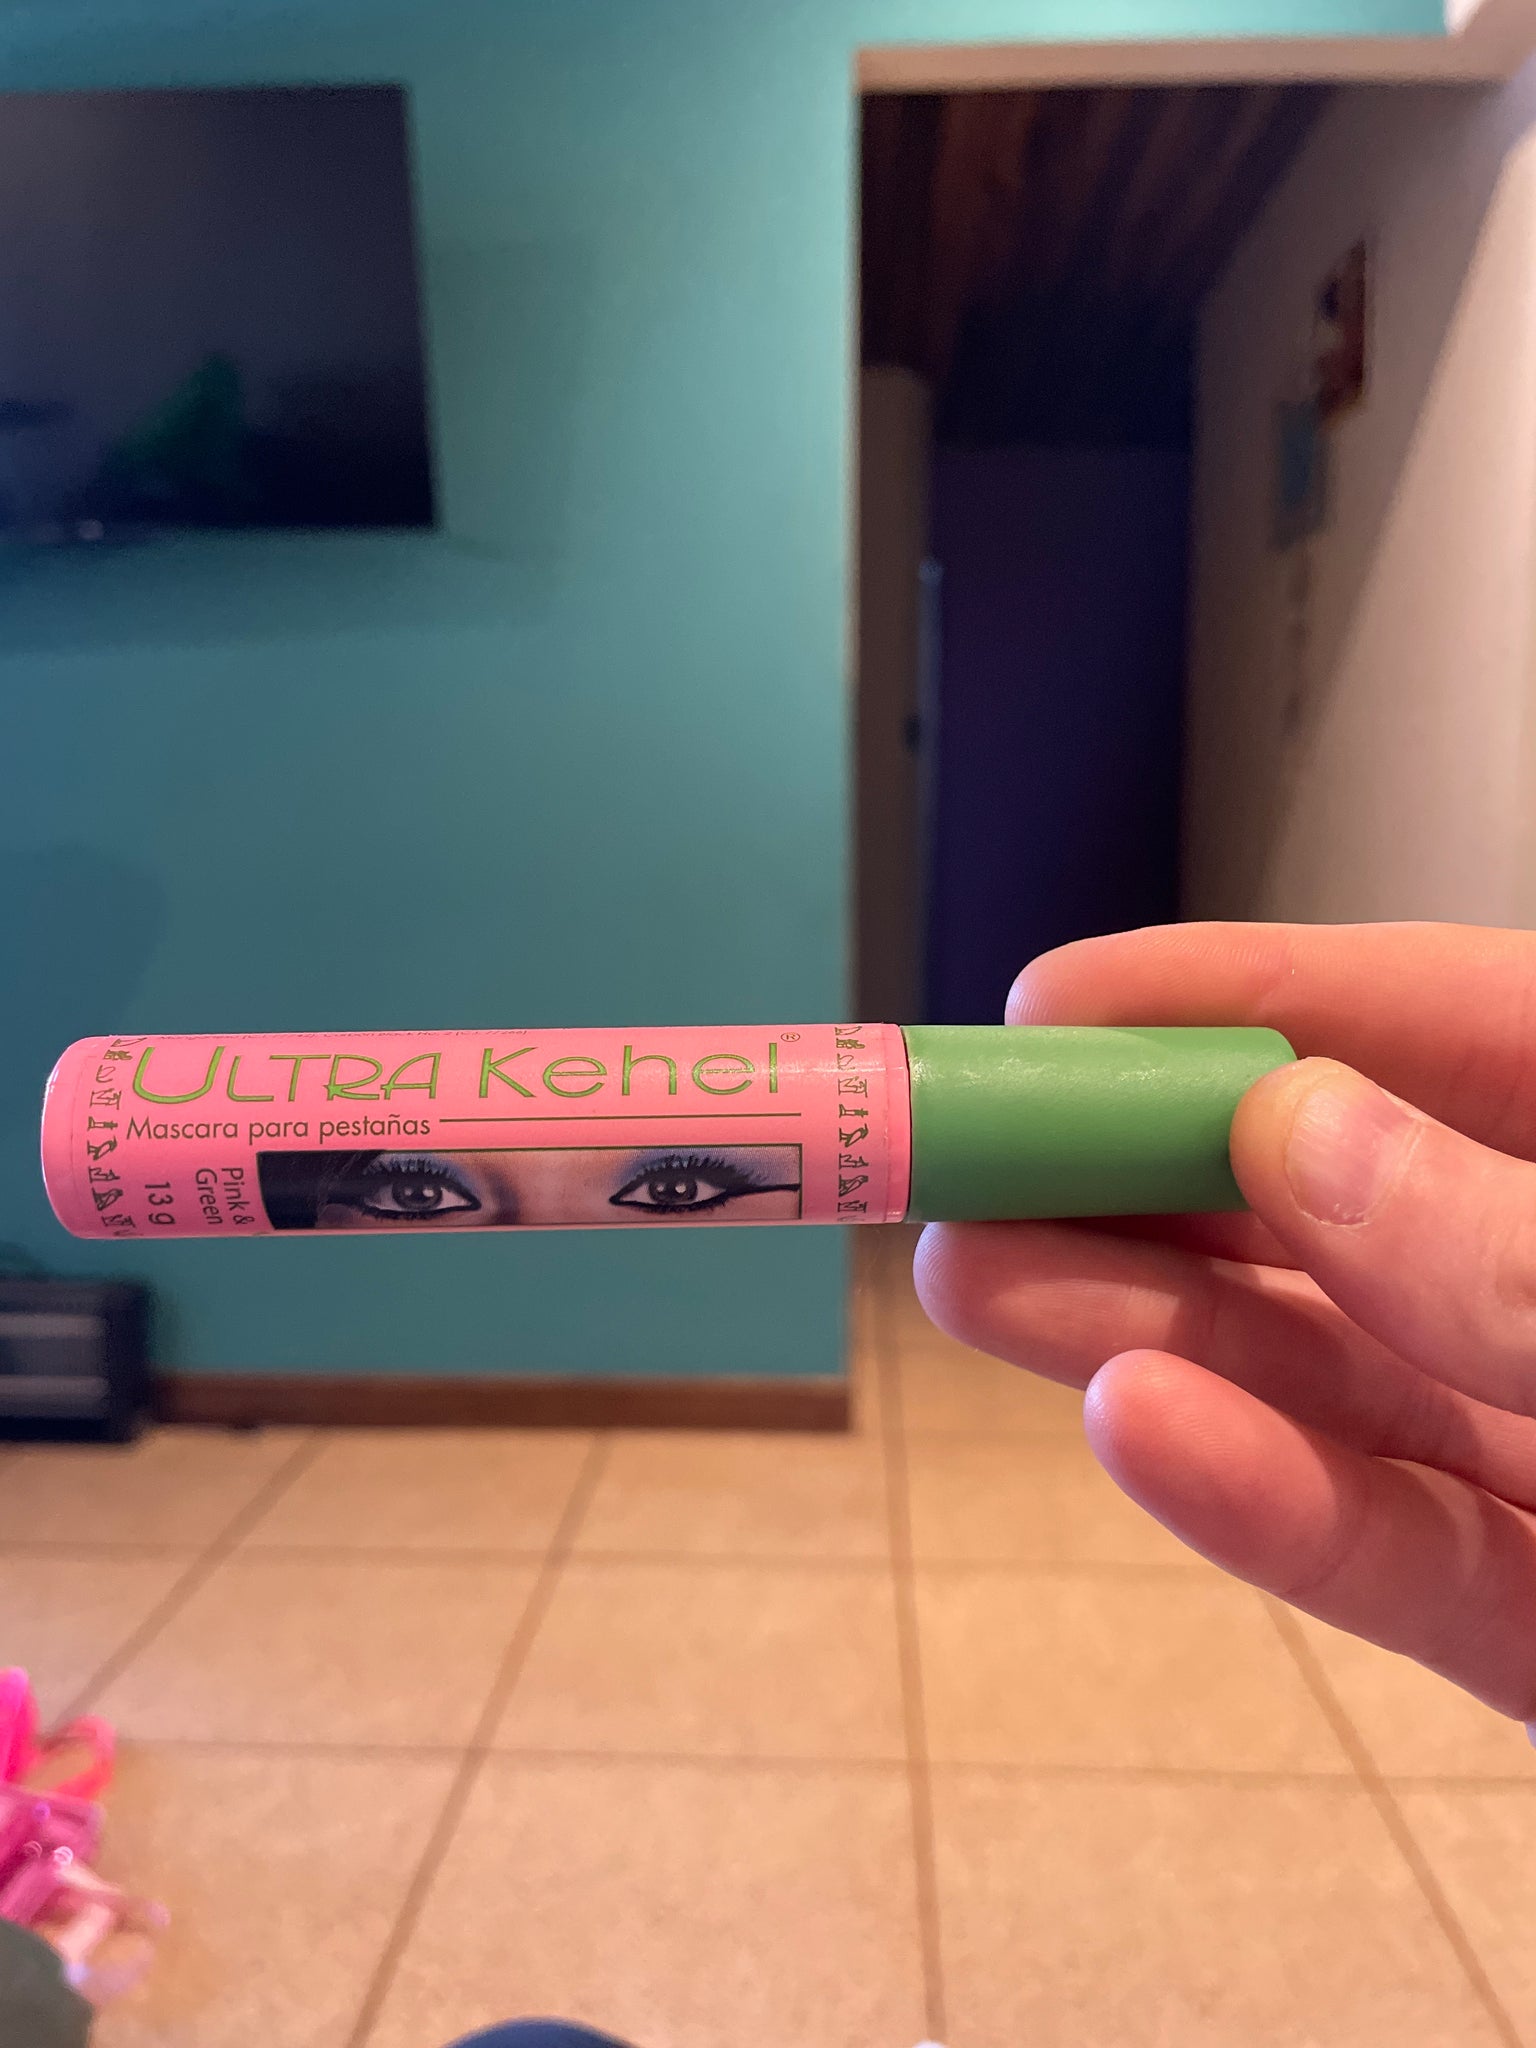 ULTRA Kehel®
Mascara para pestañas
Pink &
Green
13 g